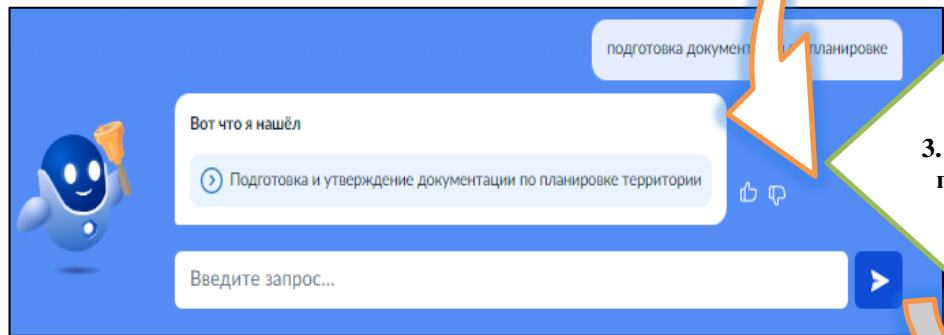 подготовка документ планировке
Вот что я нашёл
Подготовка и утверждение документации по планировке территории
Введите запрос...
3.